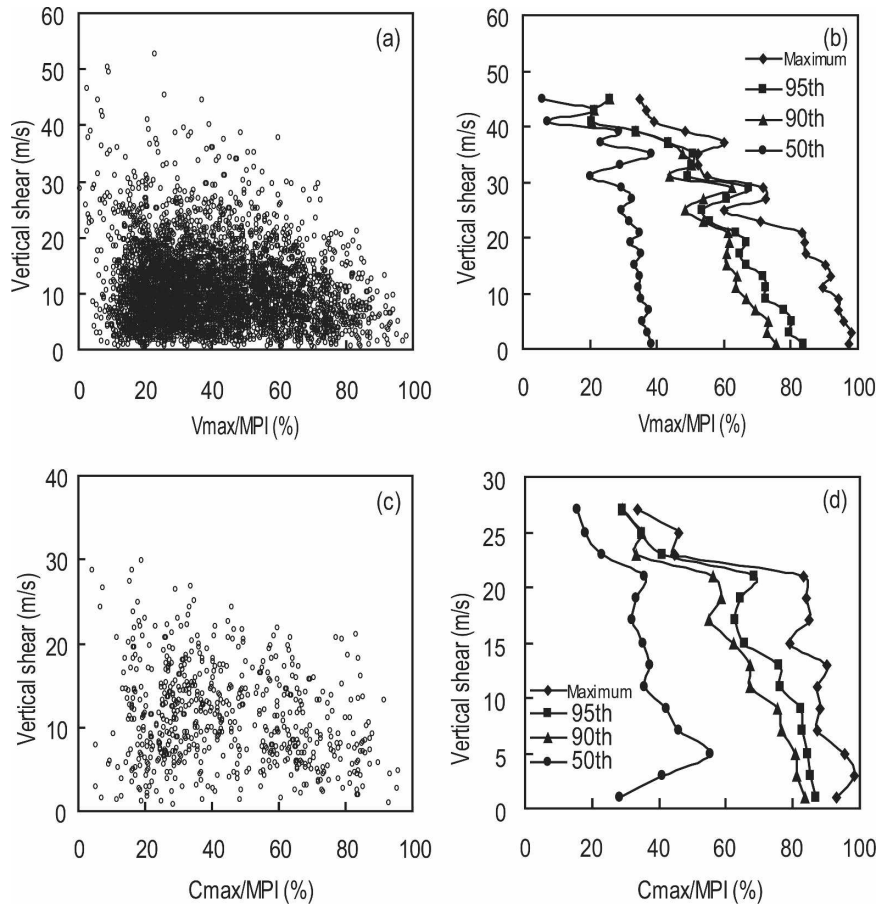 (a)
60
50
40
30
20
10
0
Vertical shear (m/s)
0 20 40 60 80 100
Vmax/MPI (%)
(b)
Maximum
95th
90th
50th
60
50
40
30
20
10
0
Vertical shear (m/s)
0 20 40 60 80 100
Vmax/MPI (%)
(c)
40
30
20
10
0
Vertical shear (m/s)
0 20 40 60 80 100
Cmax/MPI (%)
(d)
30
25
20
15
10
5
0
Vertical shear (m/s)
Maximum
95th
90th
50th
0 20 40 60 80 100
Cmax/MPI (%)